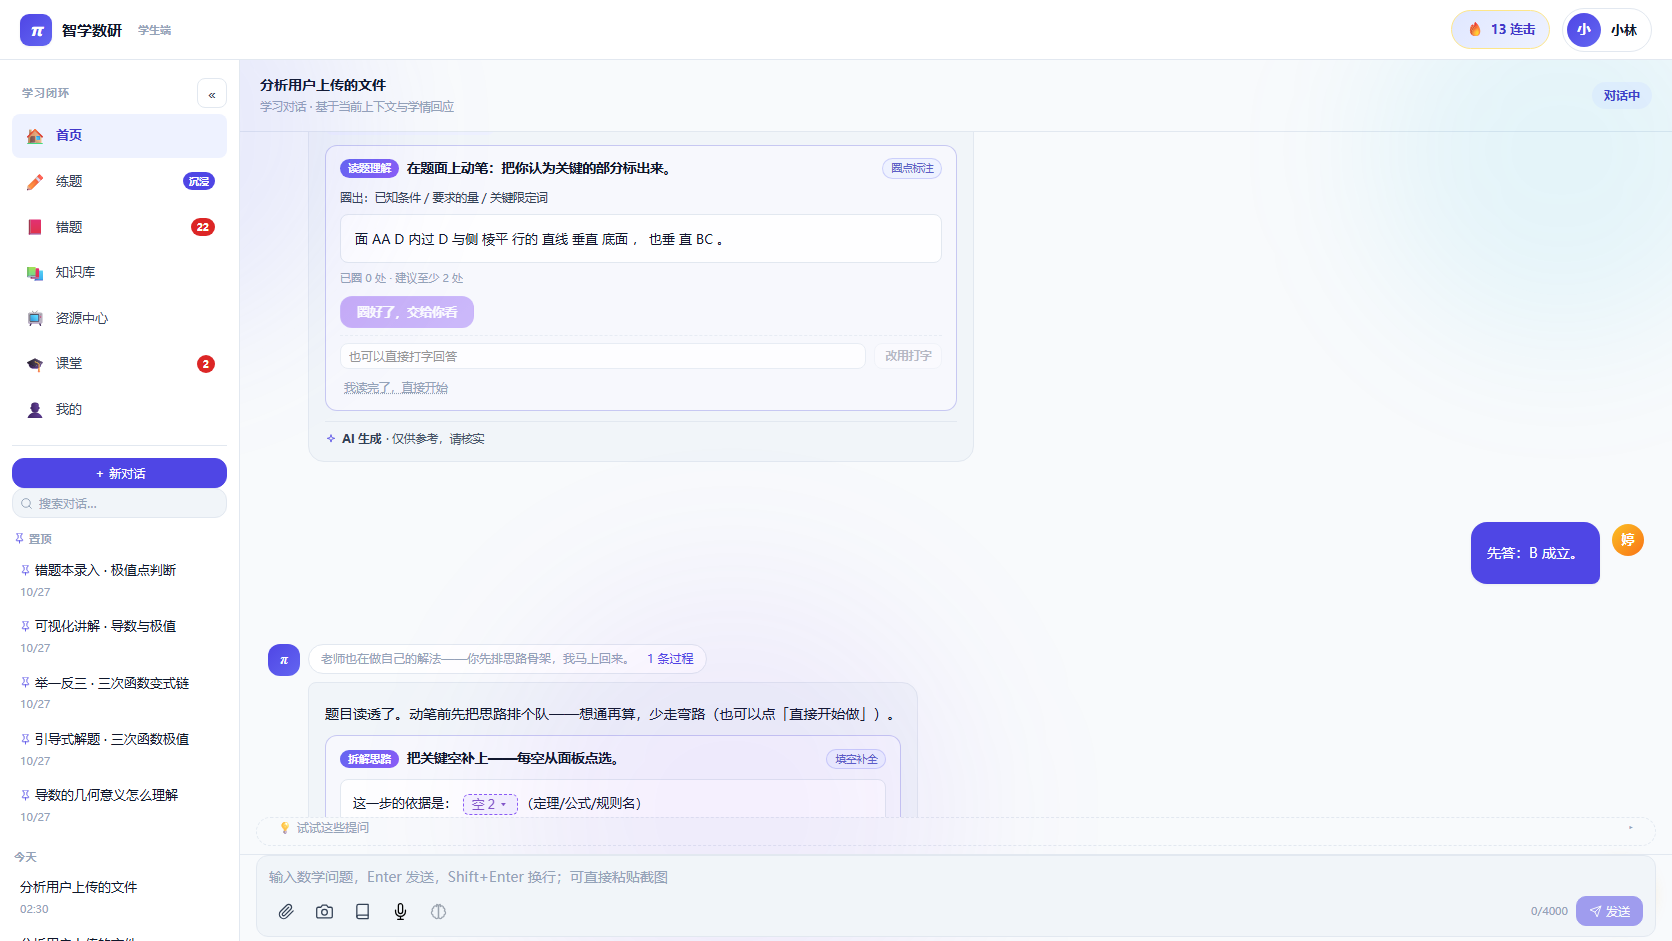 π 智学数研 学生端
13 连击
小 小林
学习闭环 «
首页
练题 沉浸
错题 22
知识库
资源中心
课堂 2
我的
+ 新对话
搜索对话...
置顶
错题本录入 · 极值点判断
10/27
可视化讲解 · 导数与极值
10/27
举一反三 · 三次函数变式链
10/27
引导式解题 · 三次函数极值
10/27
导数的几何意义怎么理解
10/27
今天
分析用户上传的文件
02:30
分析用户上传的文件
学习对话 · 基于当前上下文与学情回应
对话中
读题理解 在题面上动笔：把你认为关键的部分标出来。 圈点标注
圈出：已知条件 / 要求的量 / 关键限定词
面 AA D 内过 D 与侧 棱平 行的 直线 垂直 底面 ， 也垂 直 BC 。
已圈 0 处 · 建议至少 2 处
圈好了，交给你看
也可以直接打字回答 改用打字
我读完了，直接开始
AI 生成 · 仅供参考，请核实
先答：B 成立。
婷
π 老师也在做自己的解法——你先排思路骨架，我马上回来。 1 条过程
题目读透了。动笔前先把思路排个队——想通再算，少走弯路（也可以点「直接开始做」）。
拆解思路 把关键空补上——每空从面板点选。 填空补全
这一步的依据是： 空 2 （定理/公式/规则名）
试试这些提问
输入数学问题，Enter 发送，Shift+Enter 换行；可直接粘贴截图
0/4000 发送